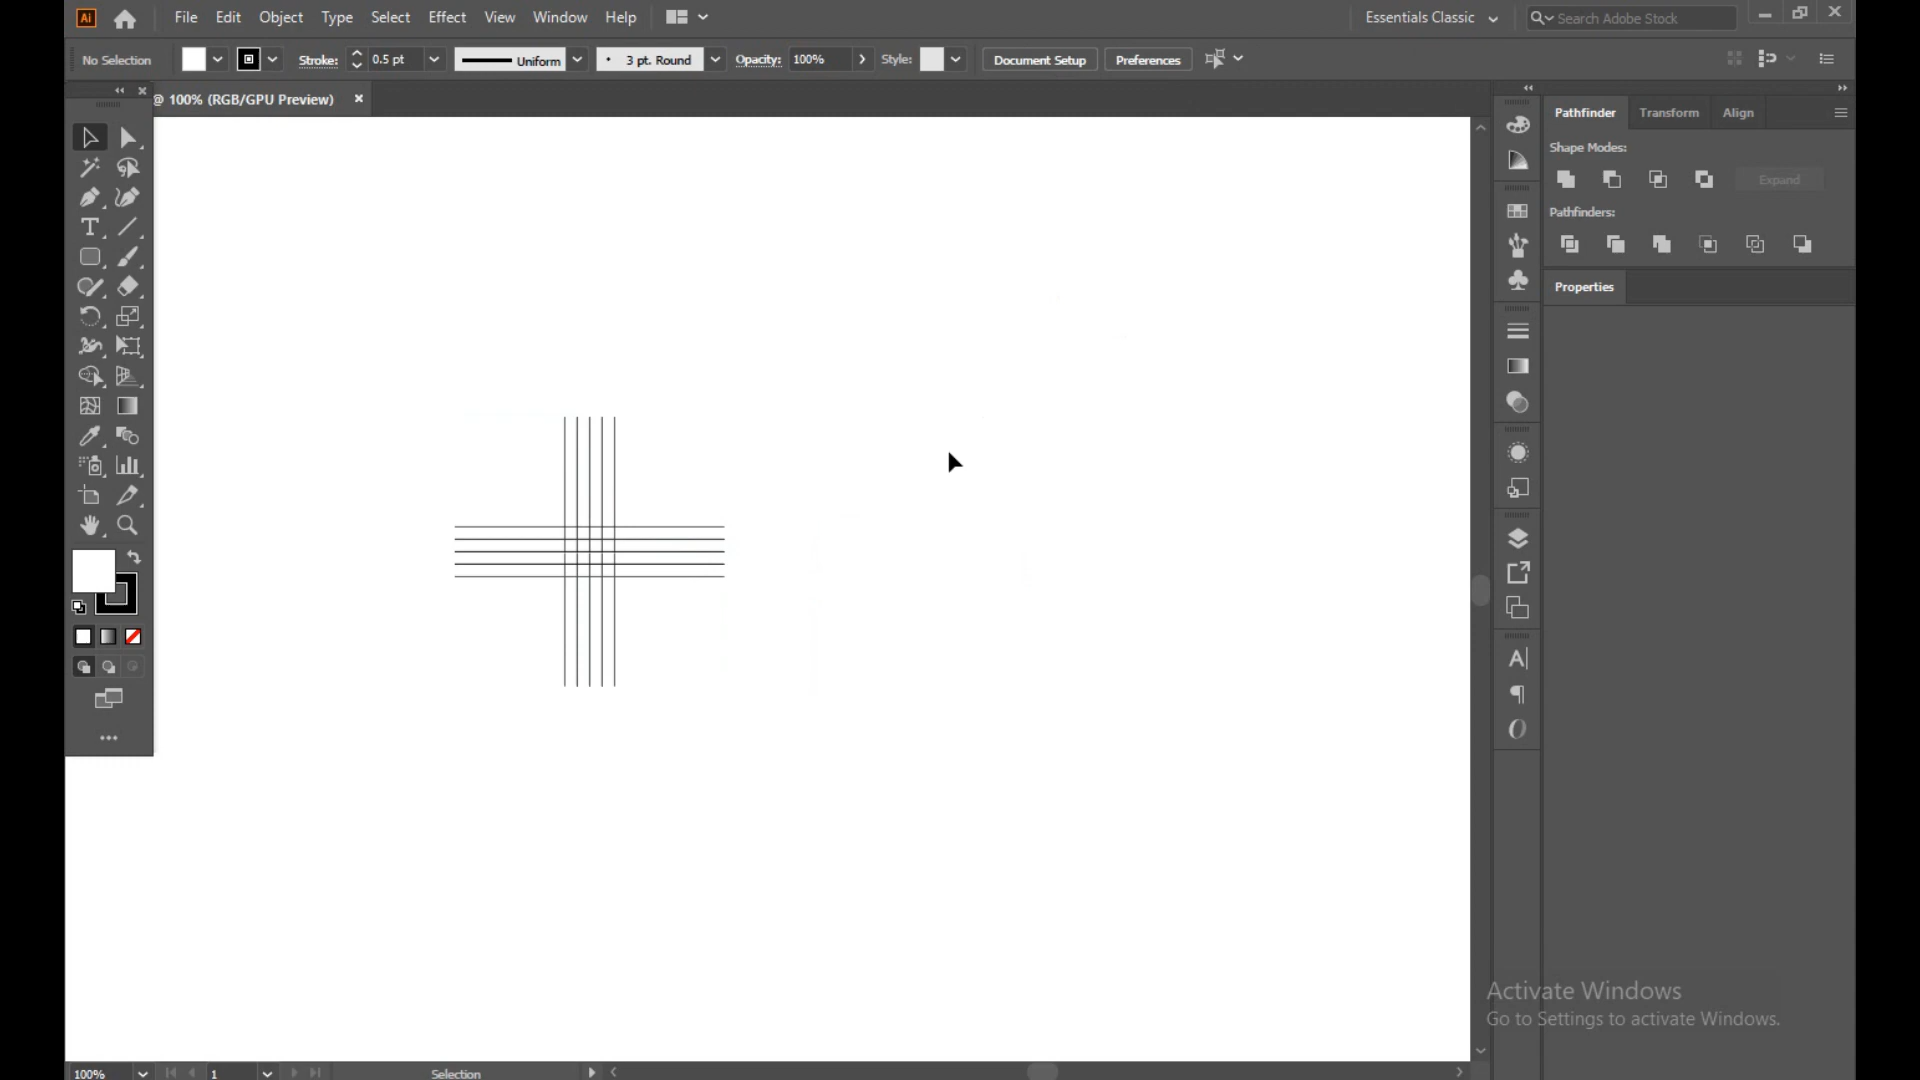 Ai File Edit Object Type Select Effect View Window Help Essentials Classic Search Adobe Stock
No Selection Stroke: 0.5 pt Uniform 3 pt. Round Opacity: 100% Style: Document Setup Preferences
@ 100% (RGB/GPU Preview)
Pathfinder Transform Align
Shape Modes:
Expand
Pathfinders:
Properties
Activate Windows
Go to Settings to activate Windows.
100% 1 Selection